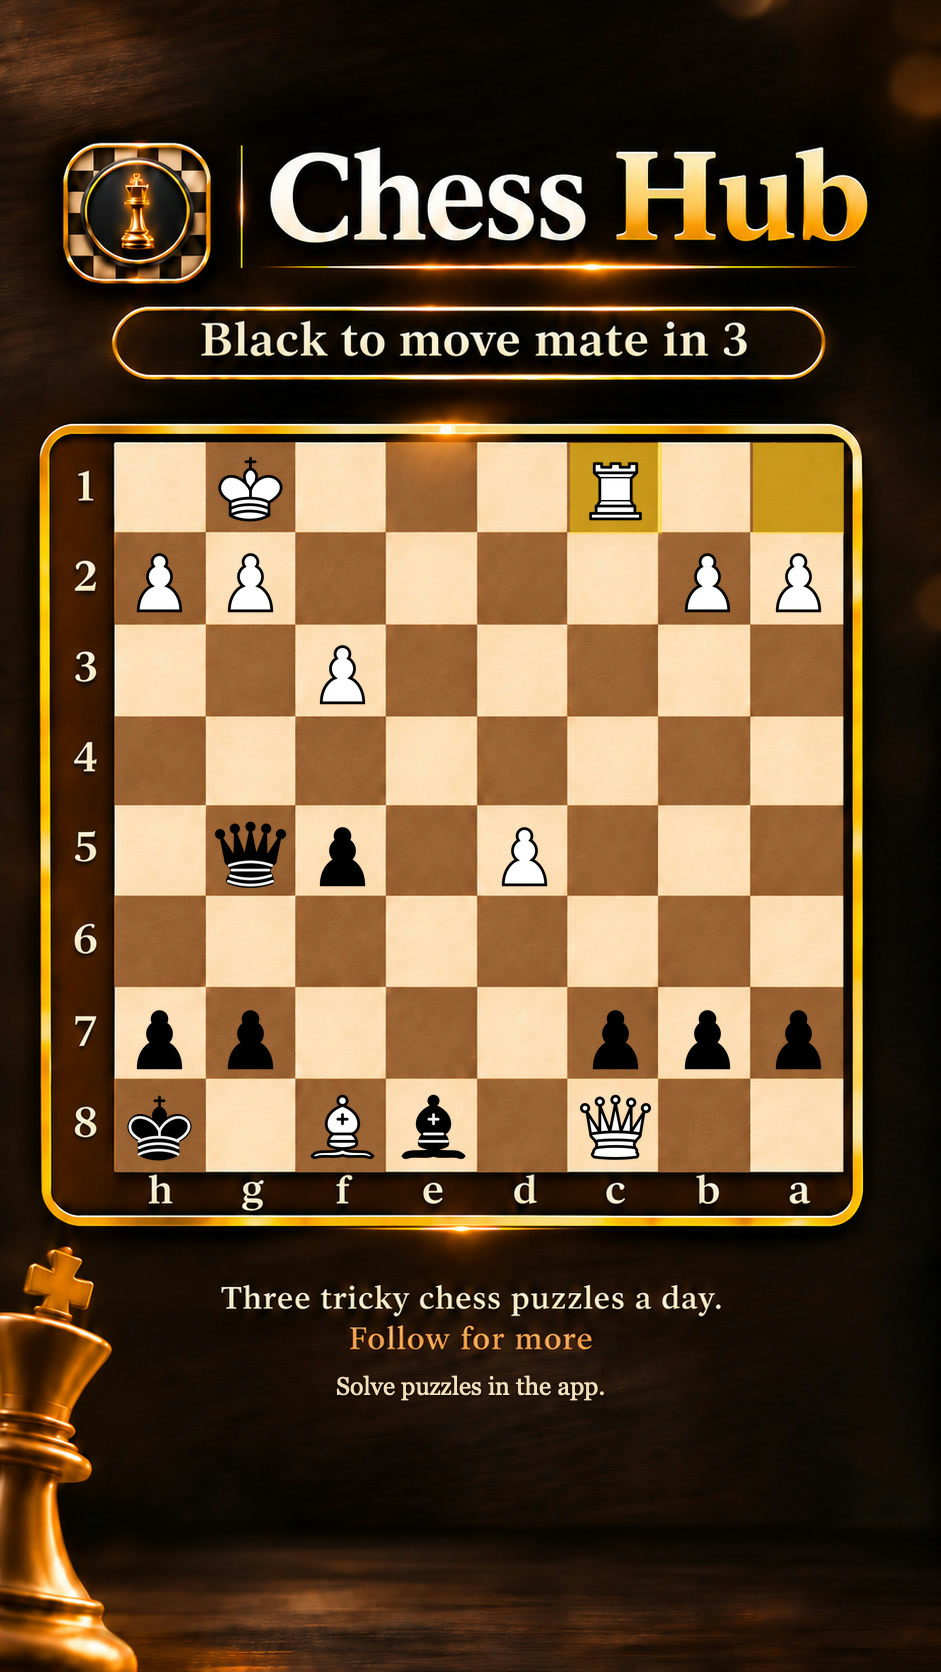 Chess Hub
Black to move mate in 3
1
2
3
4
5
6
7
8
h g f e d c b a
Three tricky chess puzzles a day.
Follow for more
Solve puzzles in the app.